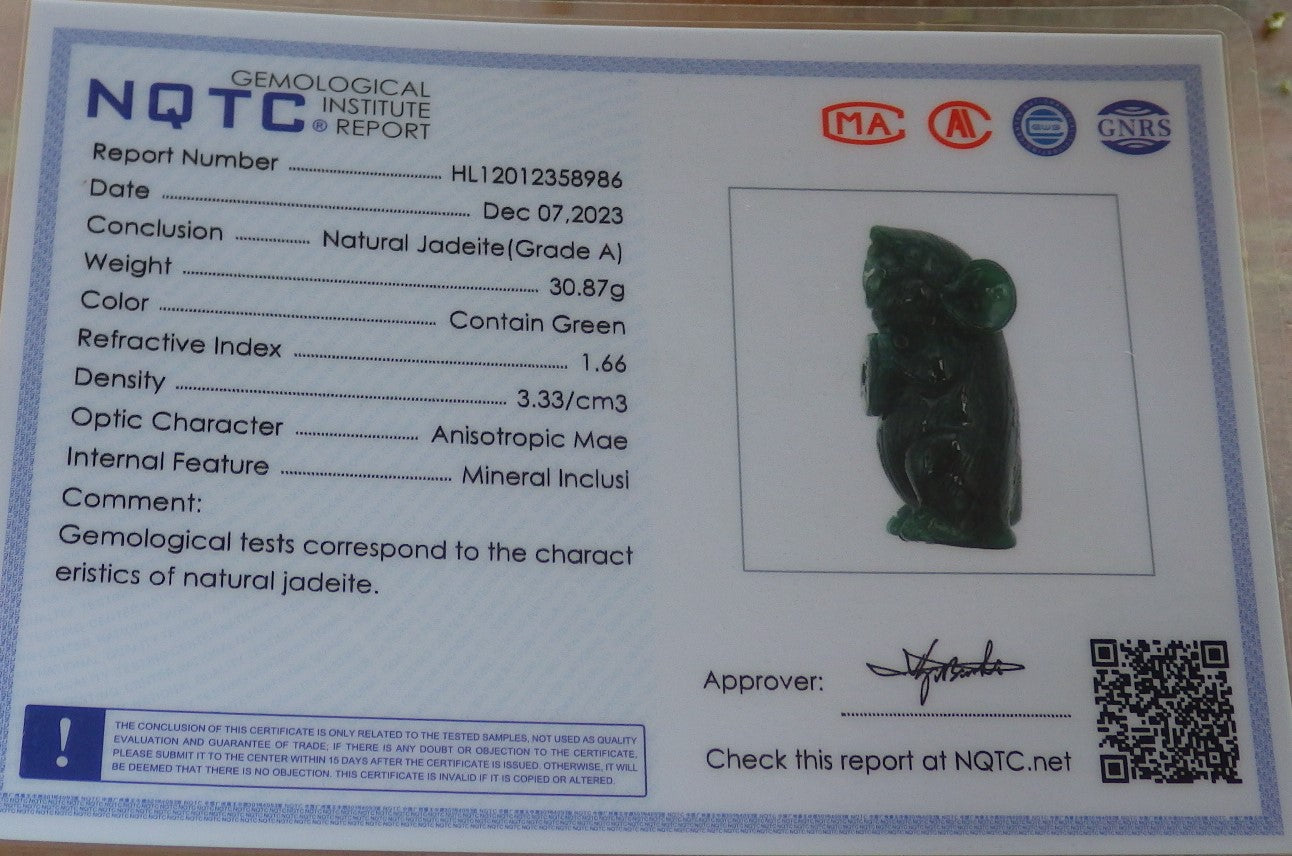 NQTC® GEMOLOGICAL
INSTITUTE
REPORT
Report Number HL12012358986
Date Dec 07,2023
Conclusion Natural Jadeite(Grade A)
Weight 30.87g
Color Contain Green
Refractive Index 1.66
Density 3.33/cm3
Optic Character Anisotropic Mae
Internal Feature Mineral Inclusi
Comment:
Gemological tests correspond to the charact
eristics of natural jadeite.
!
THE CONCLUSION OF THIS CERTIFICATE IS ONLY RELATED TO THE TESTED SAMPLES, NOT USED AS QUALITY
EVALUATION AND GUARANTEE OF TRADE; IF THERE IS ANY DOUBT OR OBJECTION TO THE CERTIFICATE,
PLEASE SUBMIT IT TO THE CENTER WITHIN 15 DAYS AFTER THE CERTIFICATE IS ISSUED. OTHERWISE, IT WILL
BE DEEMED THAT THERE IS NO OBJECTION. THIS CERTIFICATE IS INVALID IF IT IS COPIED OR ALTERED.
MA
GNRS
Approver:
Check this report at NQTC.net